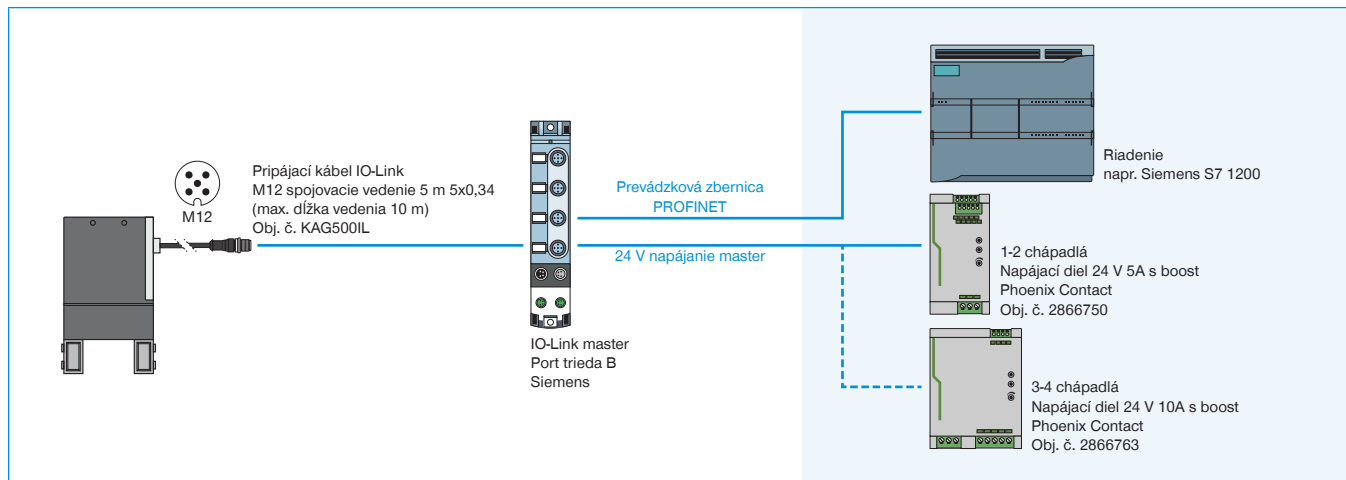 M12
Pripájací kábel IO-Link
M12 spojovacie vedenie 5 m 5x0,34
(max. dĺžka vedenia 10 m)
Obj. č. KAG500IL
IO-Link master
Port trieda B
Siemens
Prevádzková zbernica
PROFINET
24 V napájanie master
Riadenie
napr. Siemens S7 1200
1-2 chápadlá
Napájací diel 24 V 5A s boost
Phoenix Contact
Obj. č. 2866750
3-4 chápadlá
Napájací diel 24 V 10A s boost
Phoenix Contact
Obj. č. 2866763